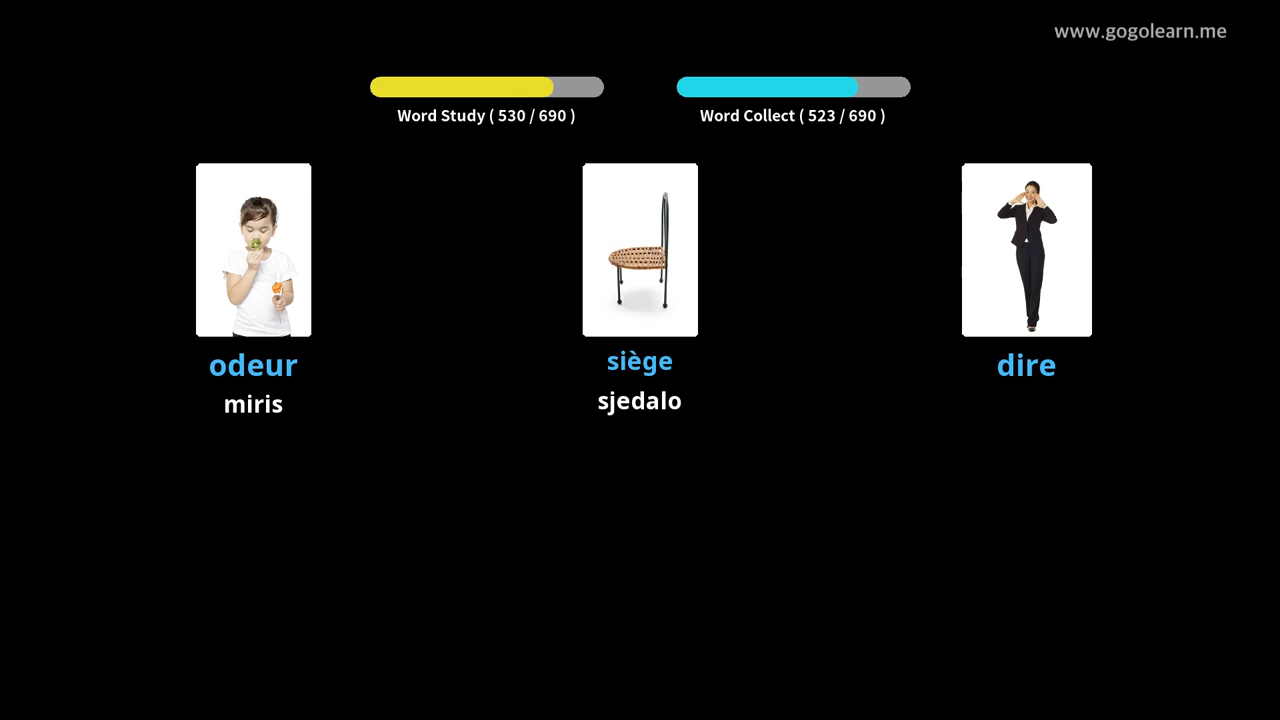 www.gogolearn.me
Word Study ( 530 / 690 )
Word Collect ( 523 / 690 )
odeur
miris
siège
sjedalo
dire